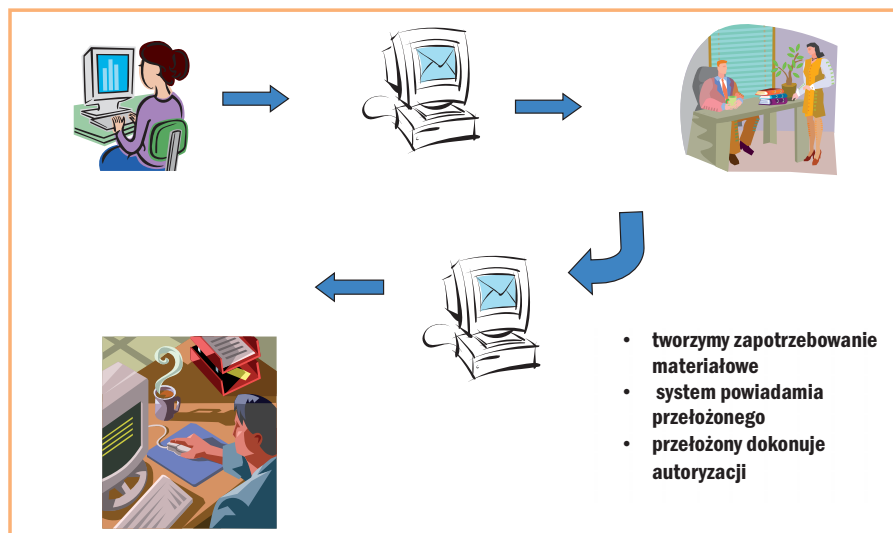 • tworzymy zapotrzebowanie
materiałowe
• system powiadamia
przełożonego
• przełożony dokonuje
autoryzacji